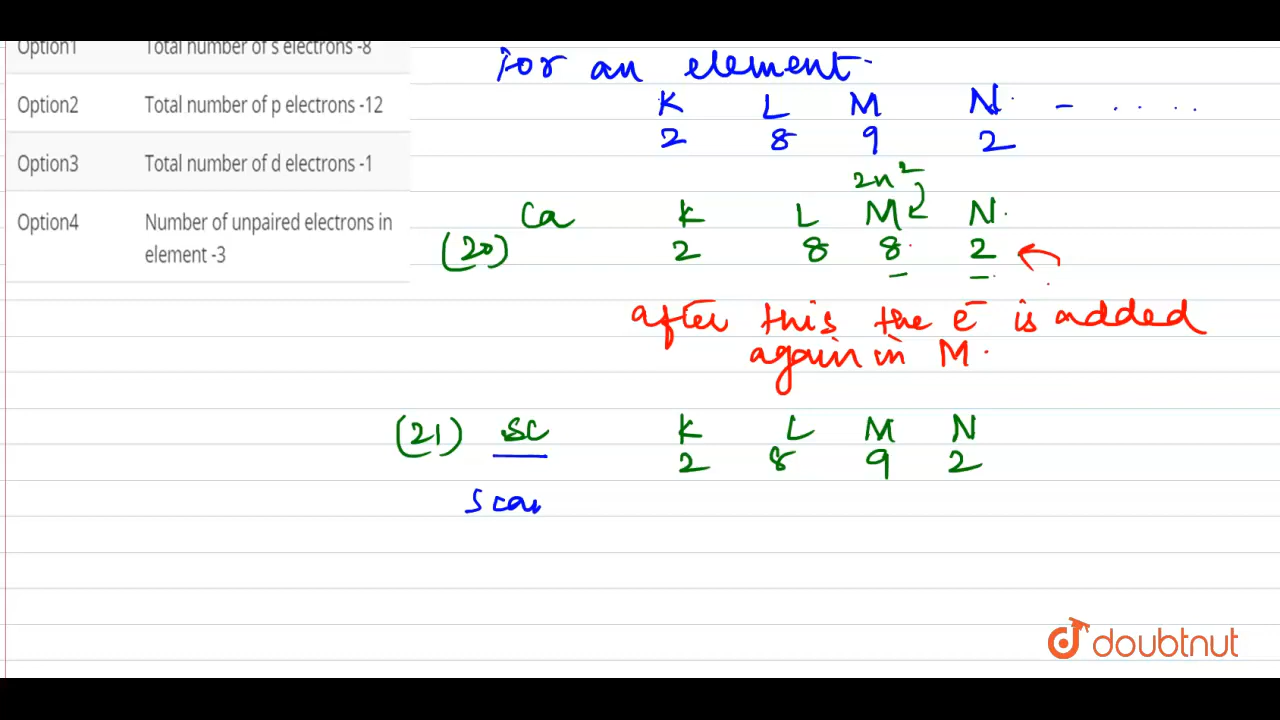 Option1 Total number of s electrons -8
Option2 Total number of p electrons -12
Option3 Total number of d electrons -1
Option4 Number of unpaired electrons in
element -3
For an element
K L M N - .....
2 8 9 2
2n²
Ca K L M N
(20) 2 8 8 2
after this the e⁻ is added
again in M.
(21) Sc K L M N
2 8 9 2
Scan
doubtnut